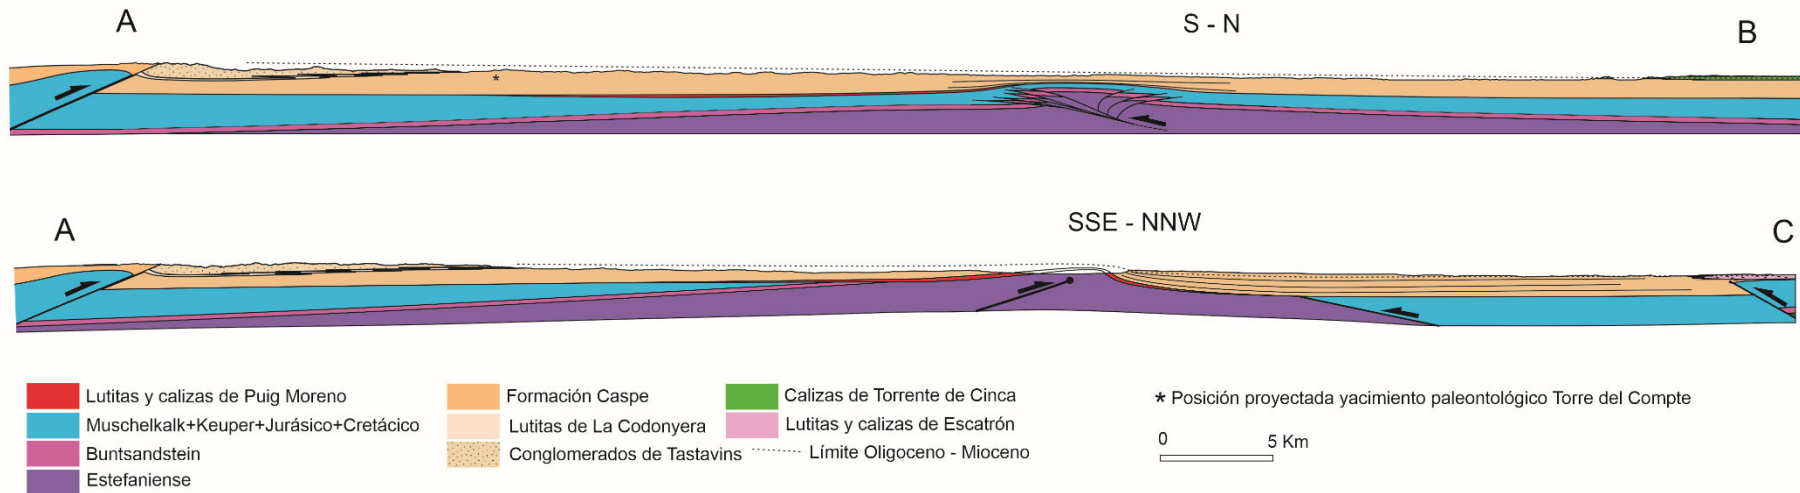 A
S - N
B
*
A
SSE - NNW
C
Lutitas y calizas de Puig Moreno
Muschelkalk+Keuper+Jurásico+Cretácico
Buntsandstein
Estefaniense
Formación Caspe
Lutitas de La Codonyera
Conglomerados de Tastavins
Calizas de Torrente de Cinca
Lutitas y calizas de Escatrón
Límite Oligoceno - Mioceno
* Posición proyectada yacimiento paleontológico Torre del Compte
0 5 Km